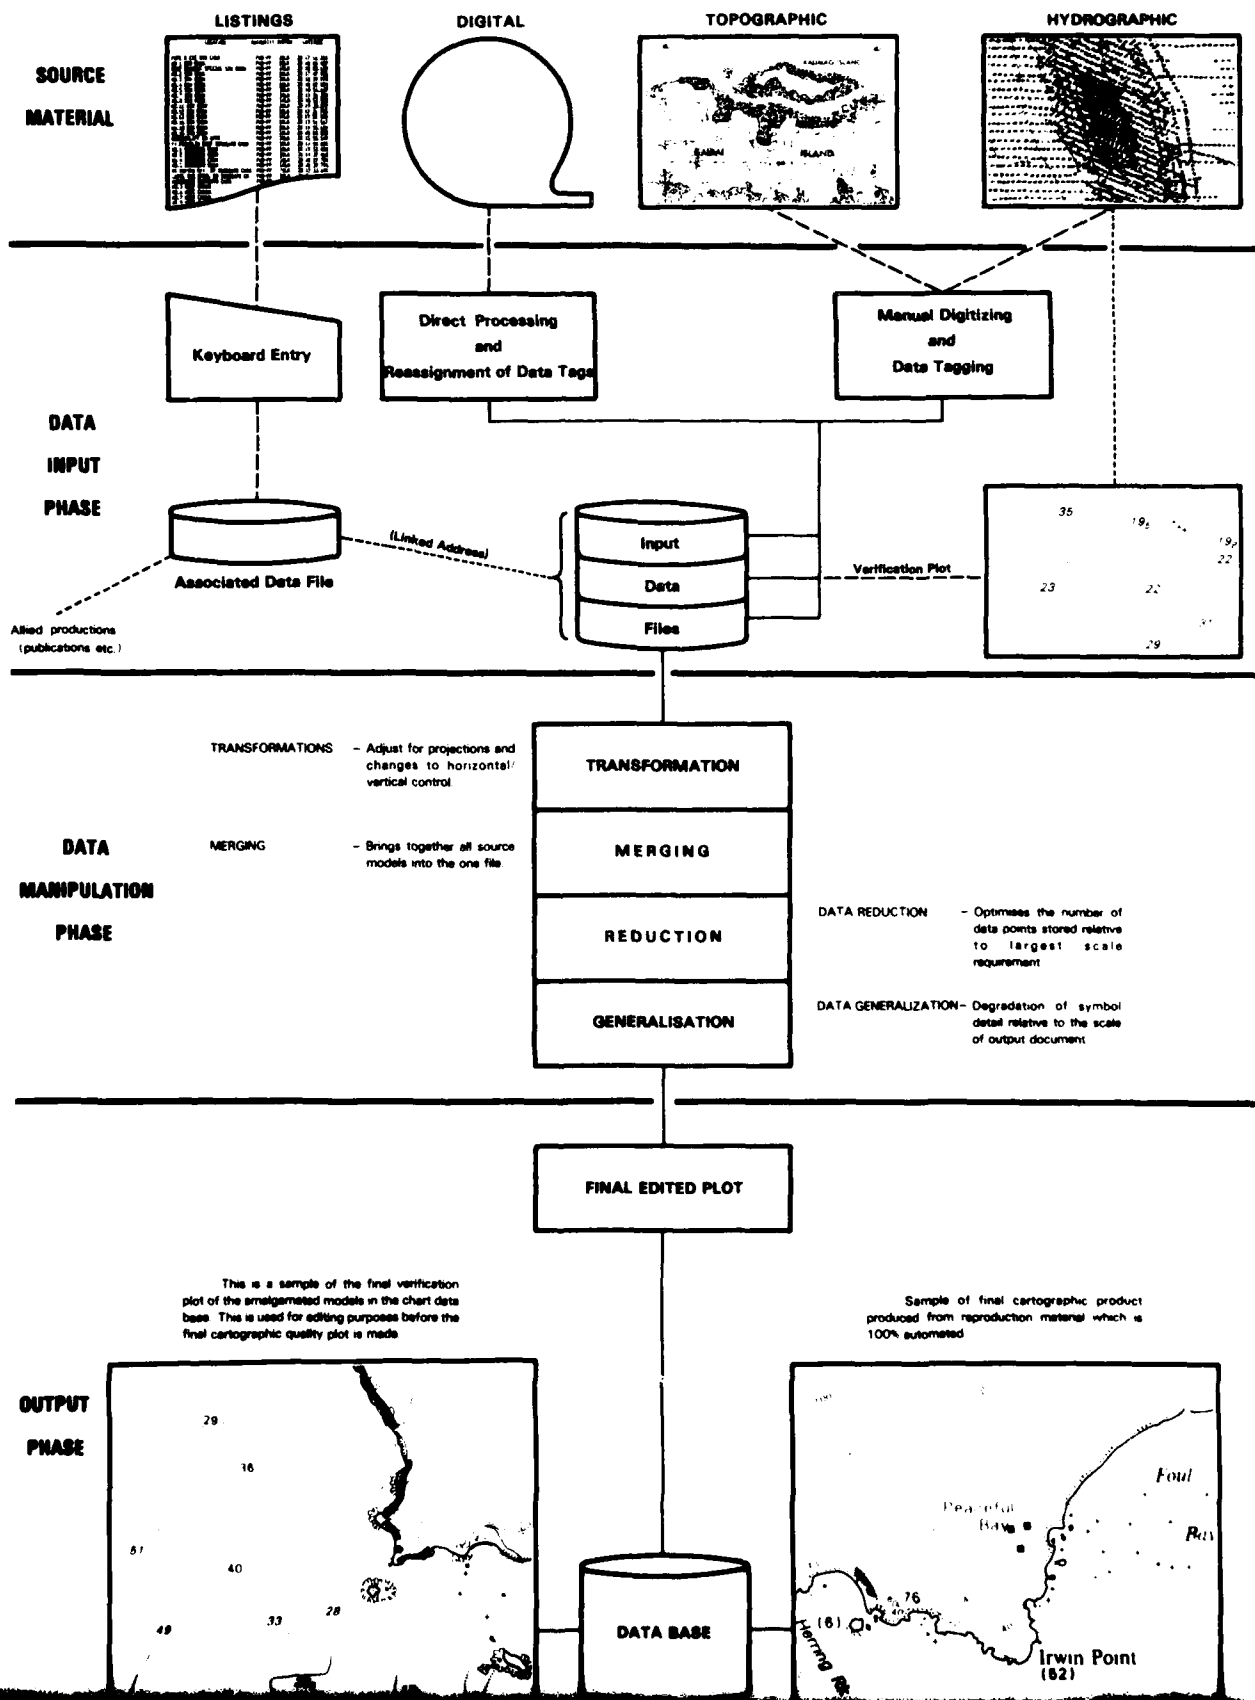 LISTINGS
DIGITAL
TOPOGRAPHIC
HYDROGRAPHIC
SOURCE
MATERIAL
ISLAND
Keyboard Entry
Direct Processing
and
Reassignment of Data Tags
Manual Digitizing
and
Data Tagging
DATA
INPUT
PHASE
Associated Data File
(Linked Address)
Input
Data
Files
Verification Plot
35
19
19
22
23
22
31
29
Allied productions
(publications etc.)
TRANSFORMATIONS – Adjust for projections and
changes to horizontal/
vertical control
TRANSFORMATION
DATA
MANIPULATION
PHASE
MERGING – Brings together all source
models into the one file.
MERGING
REDUCTION
DATA REDUCTION – Optimises the number of
data points stored relative
to largest scale
requirement
GENERALISATION
DATA GENERALIZATION – Degradation of symbol
detail relative to the scale
of output document
FINAL EDITED PLOT
This is a sample of the final verification
plot of the amalgamated models in the chart data
base. This is used for editing purposes before the
final cartographic quality plot is made
Sample of final cartographic product
produced from reproduction material which is
100% automated
OUTPUT
PHASE
29
36
51
40
33
28
49
DATA BASE
100
Foul
Bay
Peaceful
Bay
76
(6)
Herring
Irwin Point
(52)